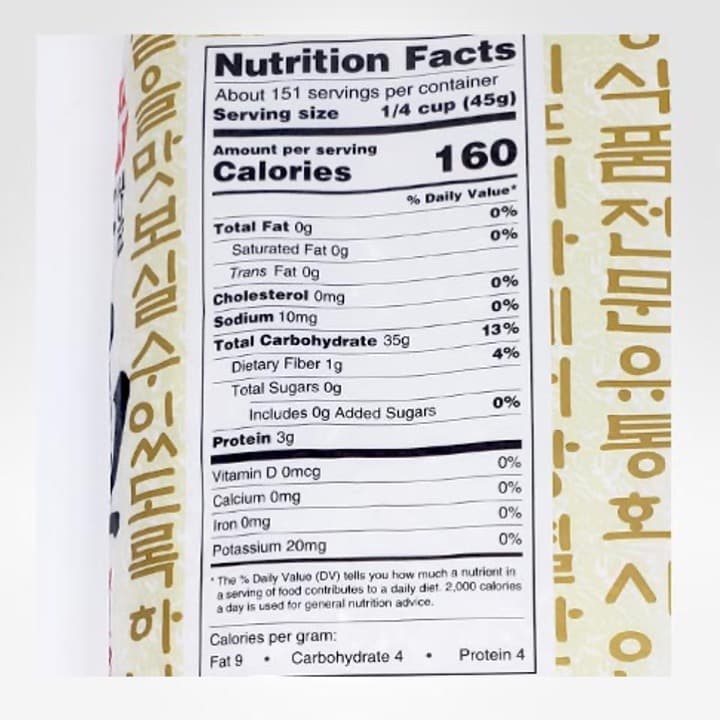 Nutrition Facts
About 151 servings per container
Serving size 1/4 cup (45g)
Amount per serving
Calories 160
% Daily Value*
Total Fat 0g 0%
Saturated Fat 0g 0%
Trans Fat 0g
Cholesterol 0mg 0%
Sodium 10mg 0%
Total Carbohydrate 35g 13%
Dietary Fiber 1g 4%
Total Sugars 0g
Includes 0g Added Sugars 0%
Protein 3g
Vitamin D 0mcg 0%
Calcium 0mg 0%
Iron 0mg 0%
Potassium 20mg 0%
* The % Daily Value (DV) tells you how much a nutrient in
a serving of food contributes to a daily diet. 2,000 calories
a day is used for general nutrition advice.
Calories per gram:
Fat 9 • Carbohydrate 4 • Protein 4
을맛보실수있도록하
식품전문유통회사